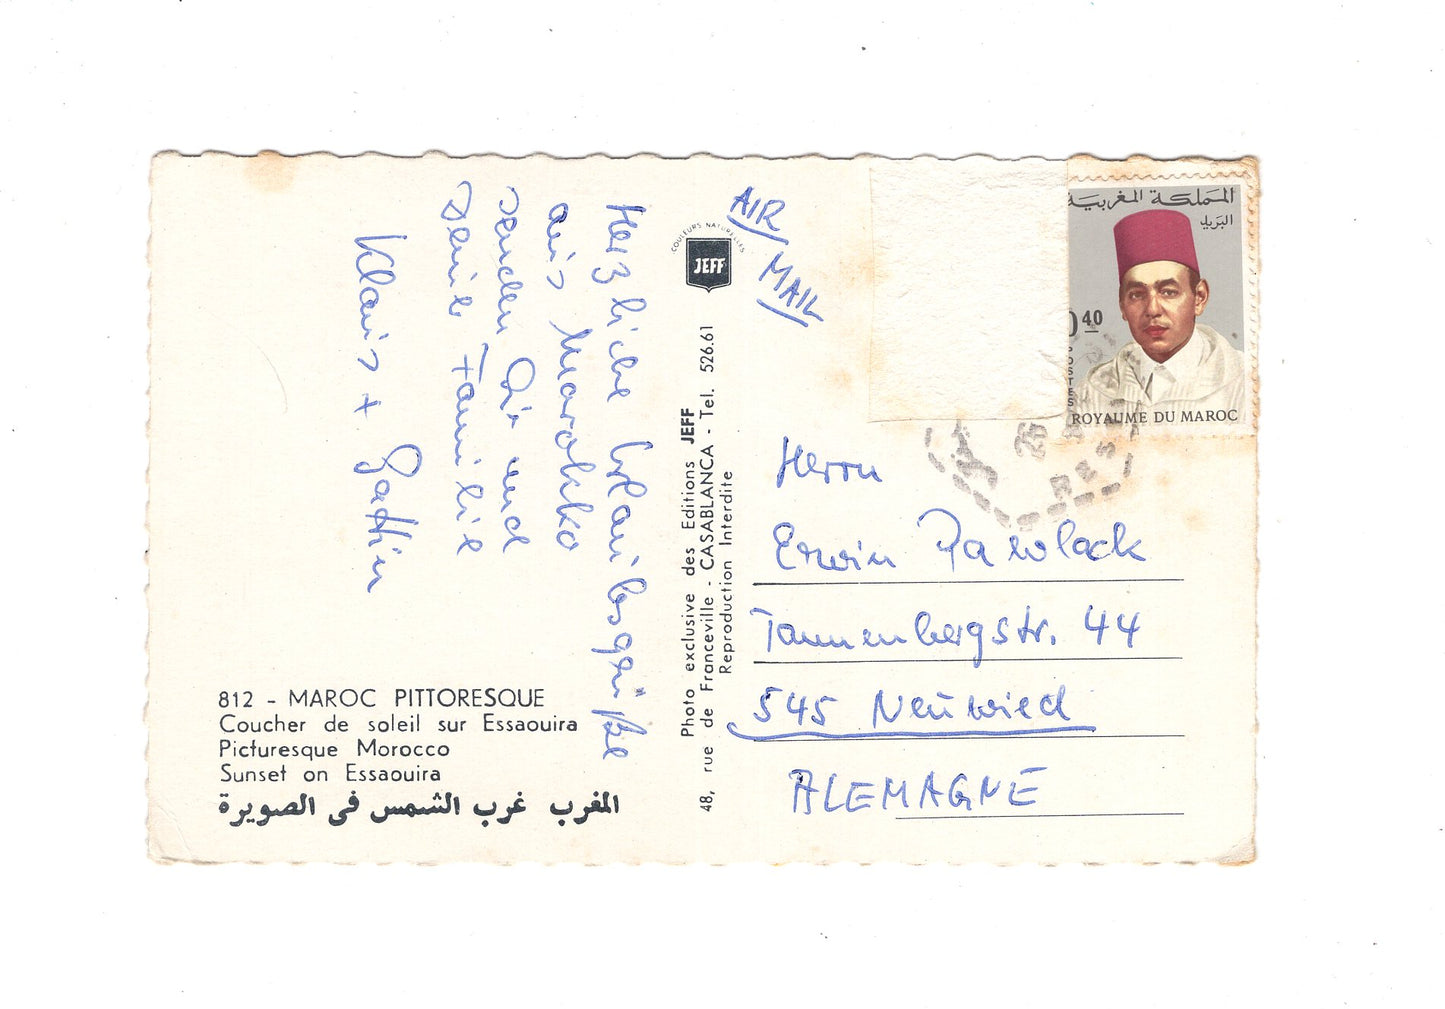 Herzliche Urlaubsgrüße
aus Marokko
senden Dir und
Deine Familie
Klaus + Gattin
812 - MAROC PITTORESQUE
Coucher de soleil sur Essaouira
Picturesque Morocco
Sunset on Essaouira
المغرب غرب الشمس في الصويرة
COULEURS NATURELLES
JEFF
Photo exclusive des Editions JEFF
48, rue de Franceville - CASABLANCA - Tel. 526.61
Reproduction Interdite
AIR
MAIL
المملكة المغربية
البريد
0 40
POSTES
ROYAUME DU MAROC
Herrn
Erwin Pawlack
Tannenbergstr. 44
545 Neuwied
ALEMAGNE